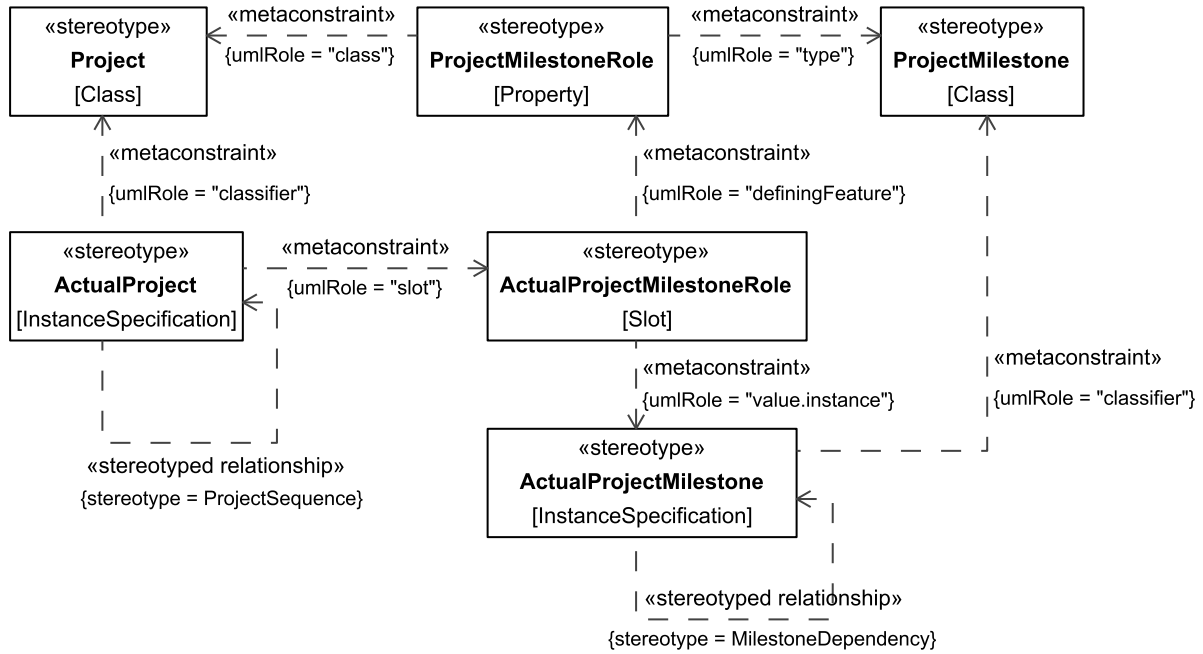 «stereotype»
Project
[Class]
«metaconstraint»
{umlRole = "class"}
«stereotype»
ProjectMilestoneRole
[Property]
«metaconstraint»
{umlRole = "type"}
«stereotype»
ProjectMilestone
[Class]
«metaconstraint»
{umlRole = "classifier"}
«metaconstraint»
{umlRole = "definingFeature"}
«stereotype»
ActualProject
[InstanceSpecification]
«metaconstraint»
{umlRole = "slot"}
«stereotype»
ActualProjectMilestoneRole
[Slot]
«metaconstraint»
{umlRole = "value.instance"}
«metaconstraint»
{umlRole = "classifier"}
«stereotyped relationship»
{stereotype = ProjectSequence}
«stereotype»
ActualProjectMilestone
[InstanceSpecification]
«stereotyped relationship»
{stereotype = MilestoneDependency}